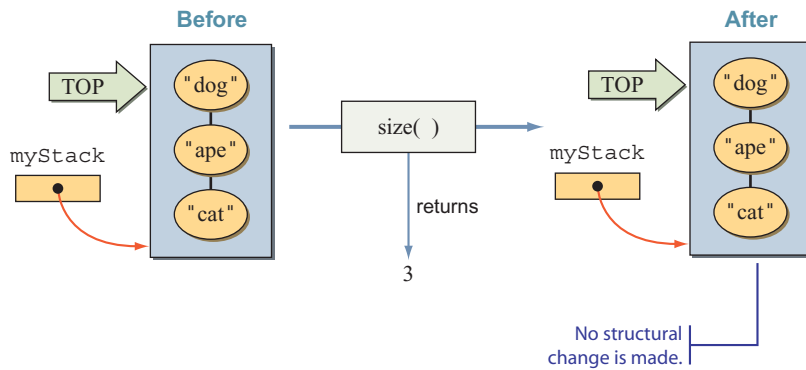 Before
After
TOP
"dog"
"ape"
"cat"
myStack
size( )
returns
3
TOP
"dog"
"ape"
"cat"
myStack
No structural
change is made.